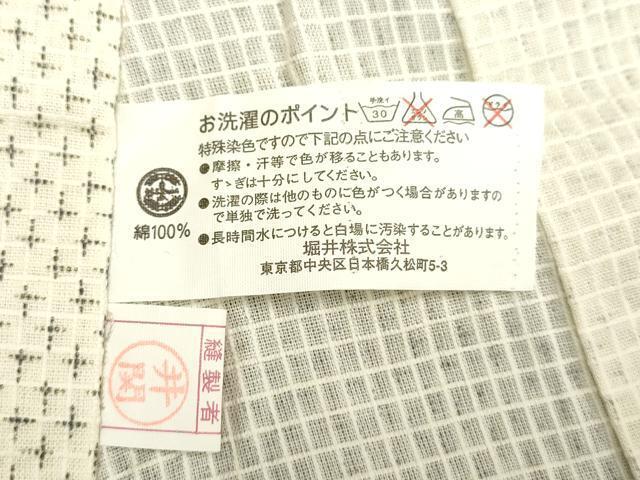 お洗濯のポイント
手洗イ
30
高
特殊染色ですので下記の点にご注意ください
●摩擦・汗等で色が移ることもあります。
すゝぎは十分にしてください。
●洗濯の際は他のものに色がつく場合がありますの
で単独で洗ってください。
●長時間水につけると白場に汚染することがあります。
綿100%
堀井株式会社
東京都中央区日本橋久松町5-3
縫製者
井関